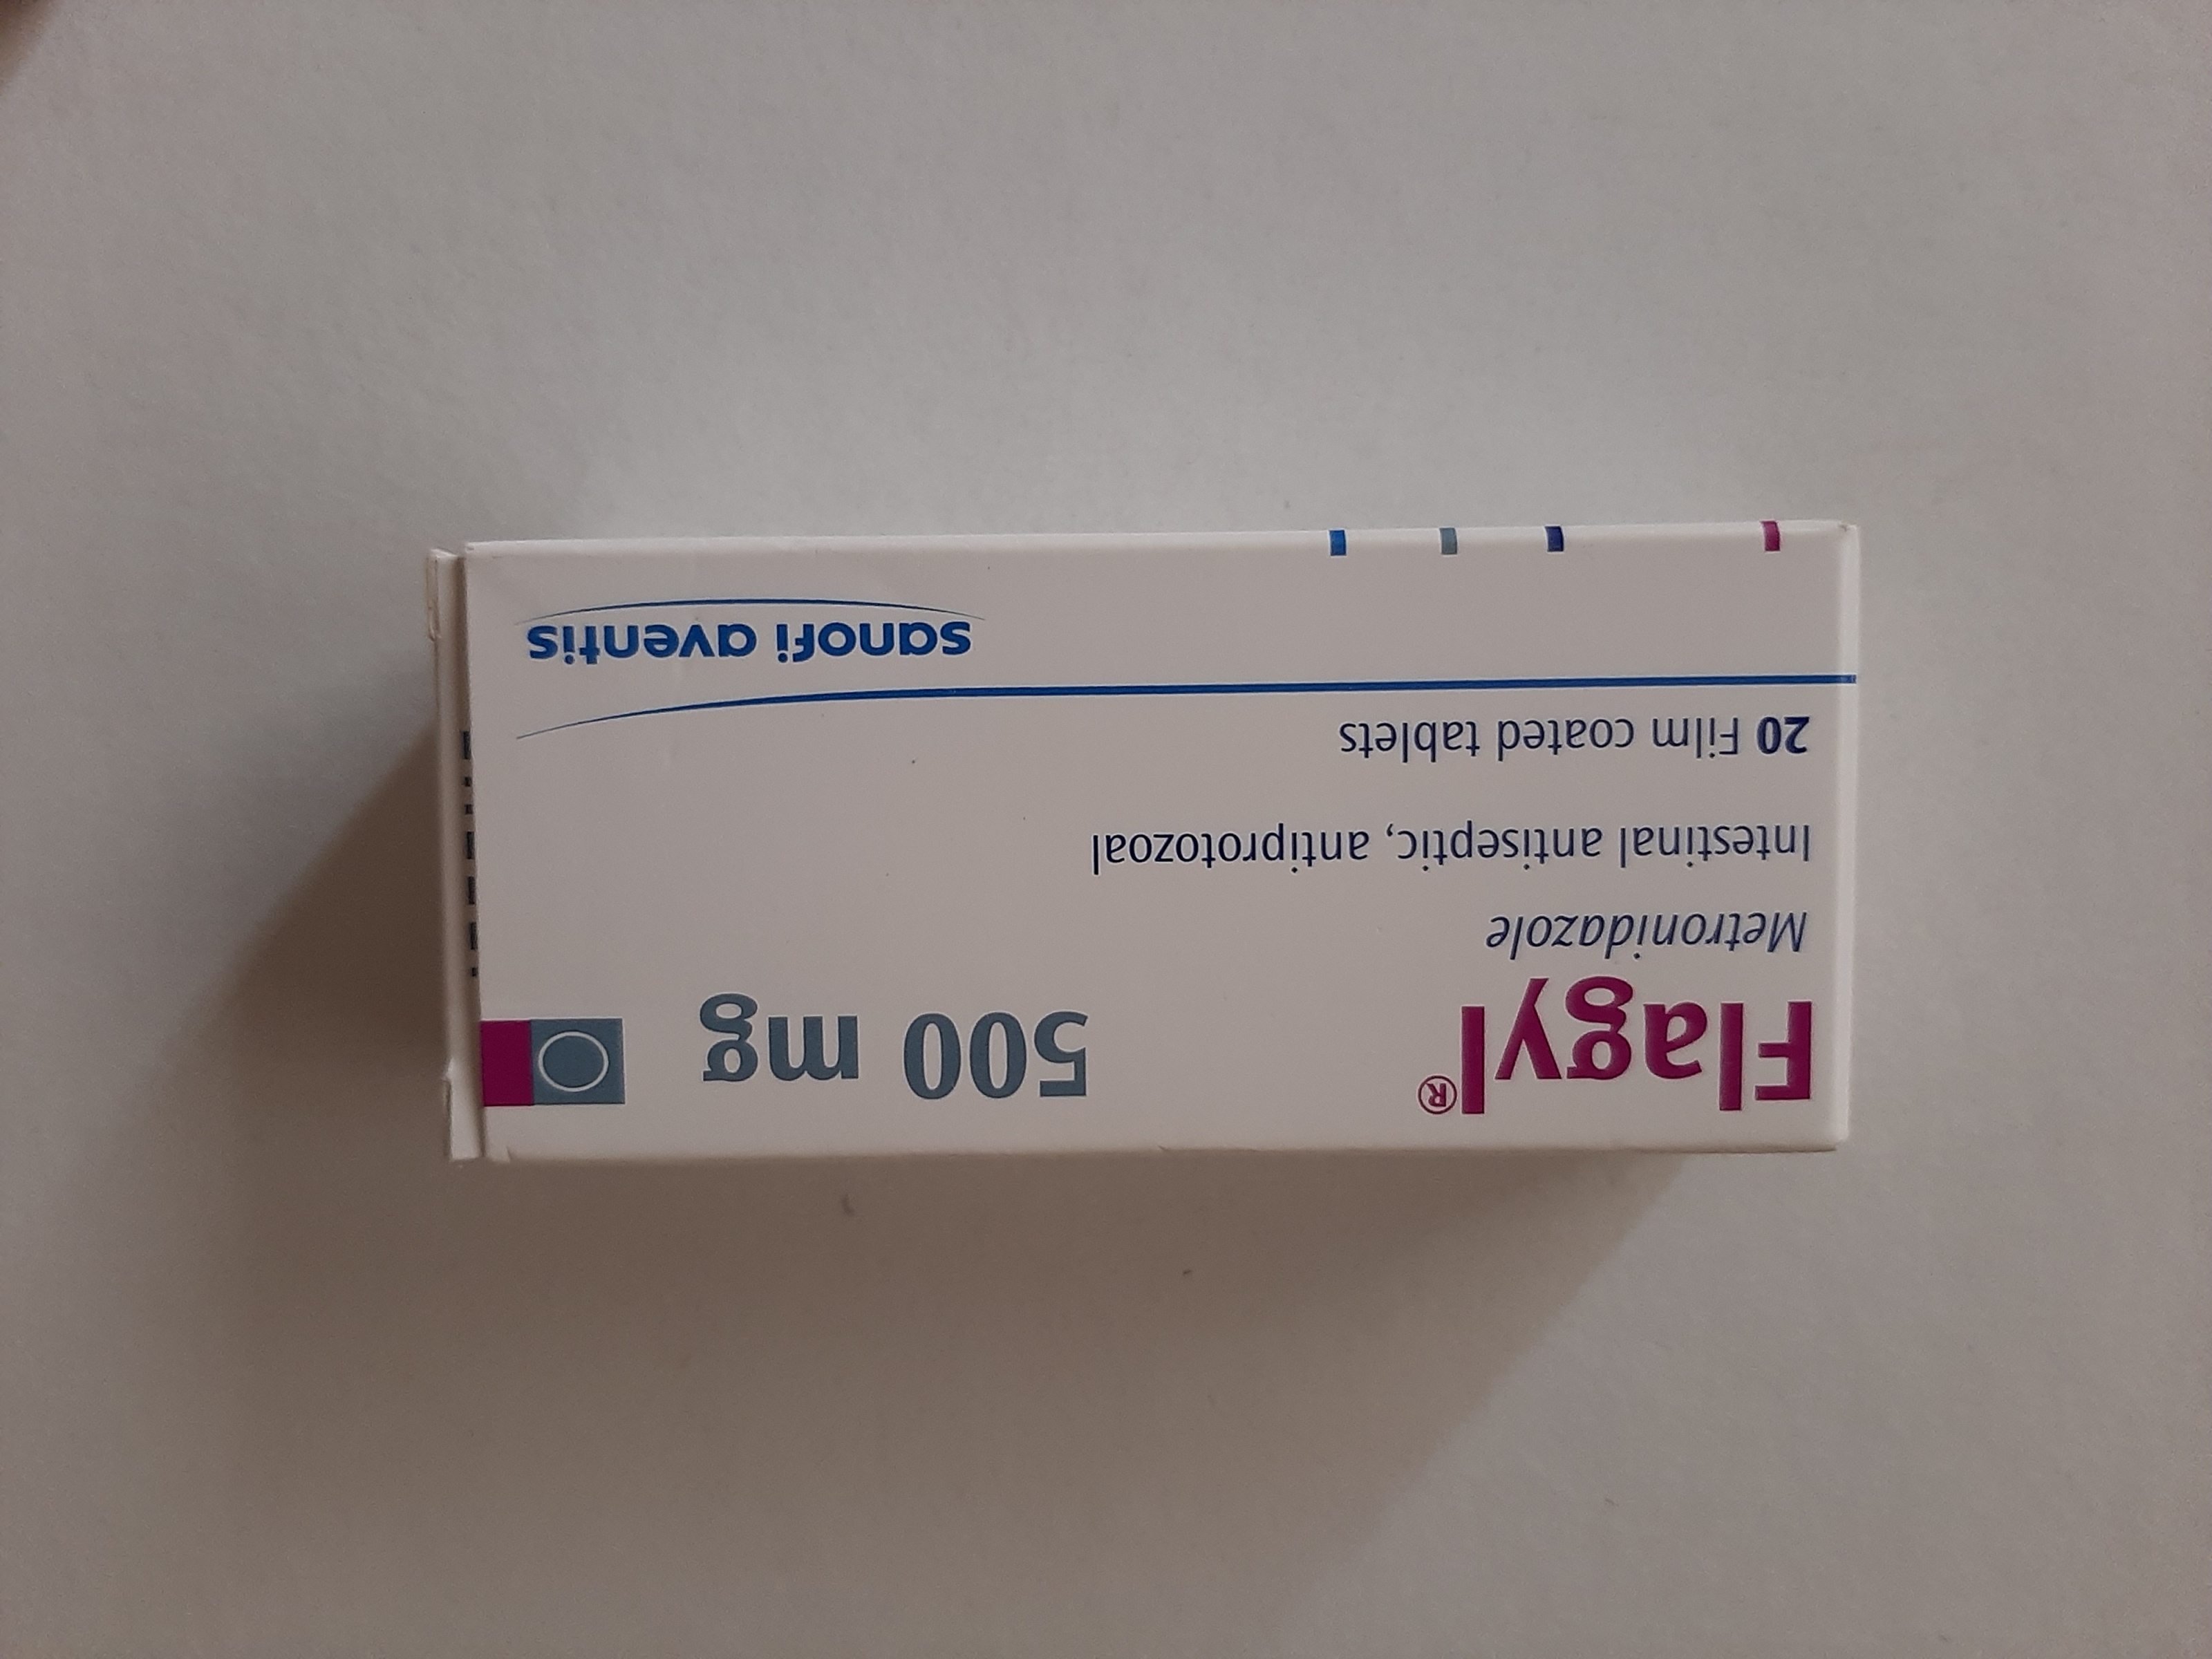 Flagyl® 500 mg
Metronidazole
Intestinal antiseptic, antiprotozoal
20 Film coated tablets
sanofi aventis